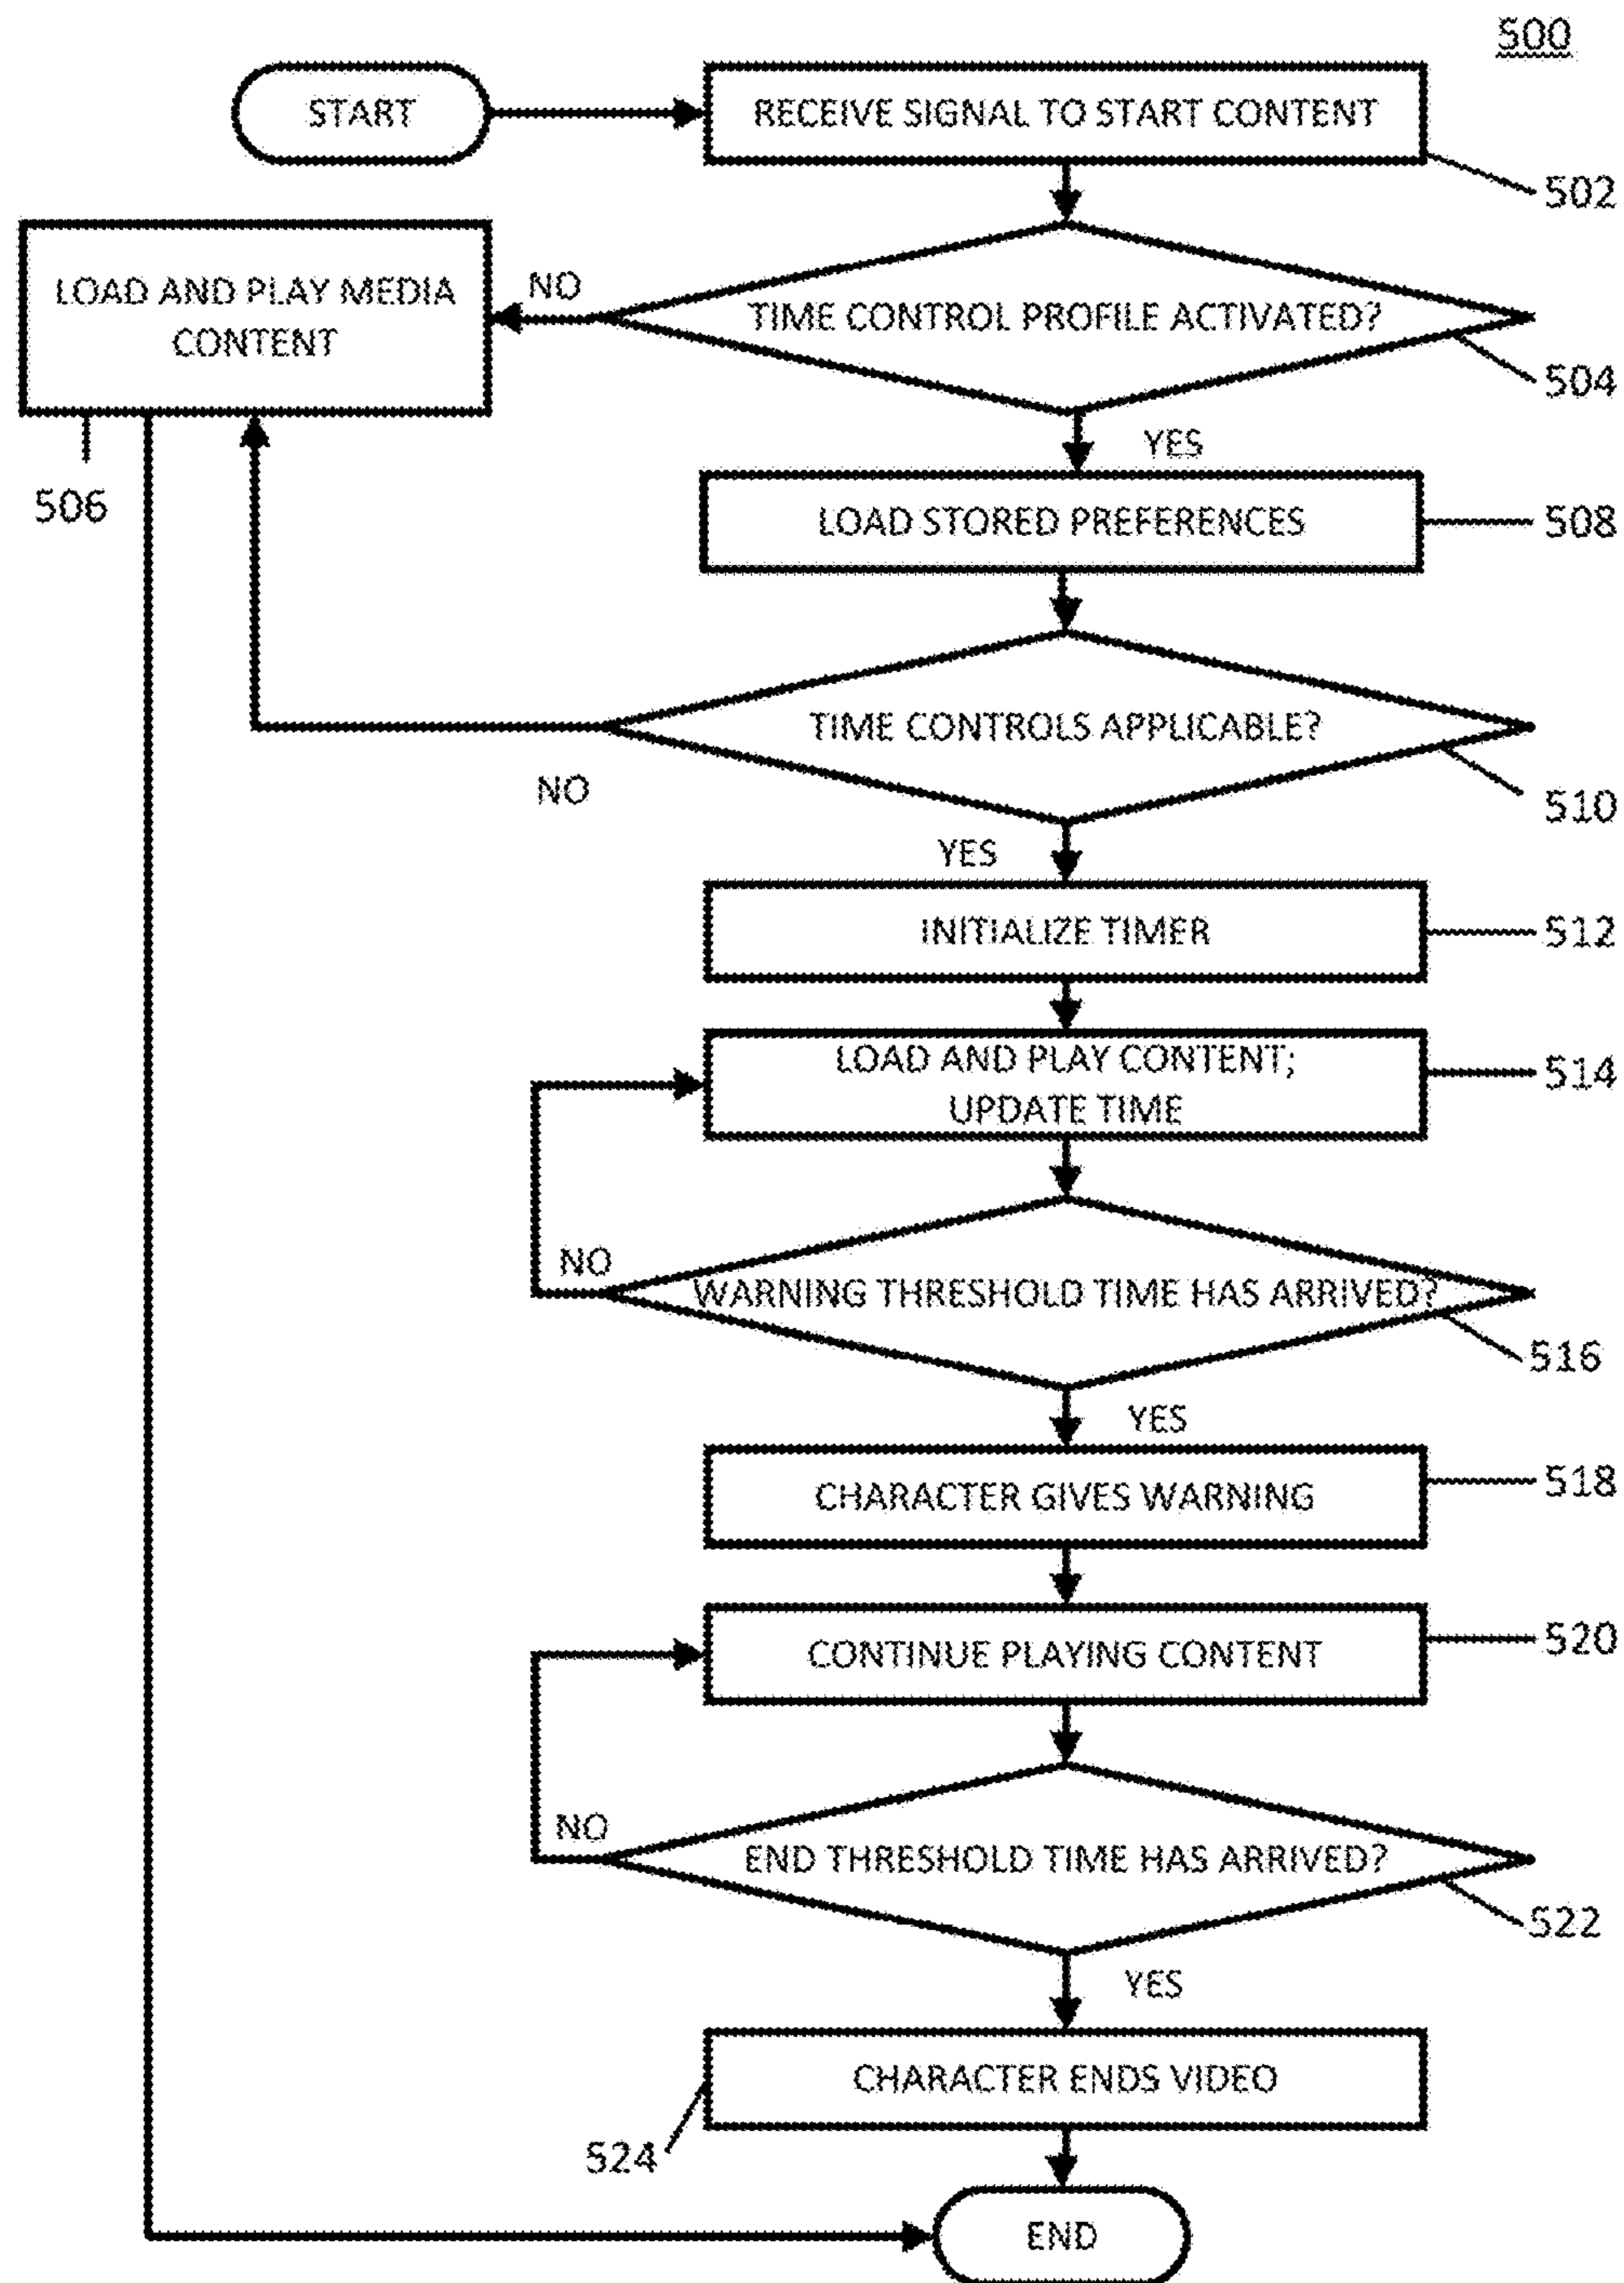 500
START
RECEIVE SIGNAL TO START CONTENT
502
LOAD AND PLAY MEDIA
CONTENT
NO
TIME CONTROL PROFILE ACTIVATED?
504
506
YES
LOAD STORED PREFERENCES
508
TIME CONTROLS APPLICABLE?
NO
510
YES
INITIALIZE TIMER
512
LOAD AND PLAY CONTENT;
UPDATE TIME
514
NO
WARNING THRESHOLD TIME HAS ARRIVED?
516
YES
CHARACTER GIVES WARNING
518
CONTINUE PLAYING CONTENT
520
NO
END THRESHOLD TIME HAS ARRIVED?
522
YES
CHARACTER ENDS VIDEO
524
END